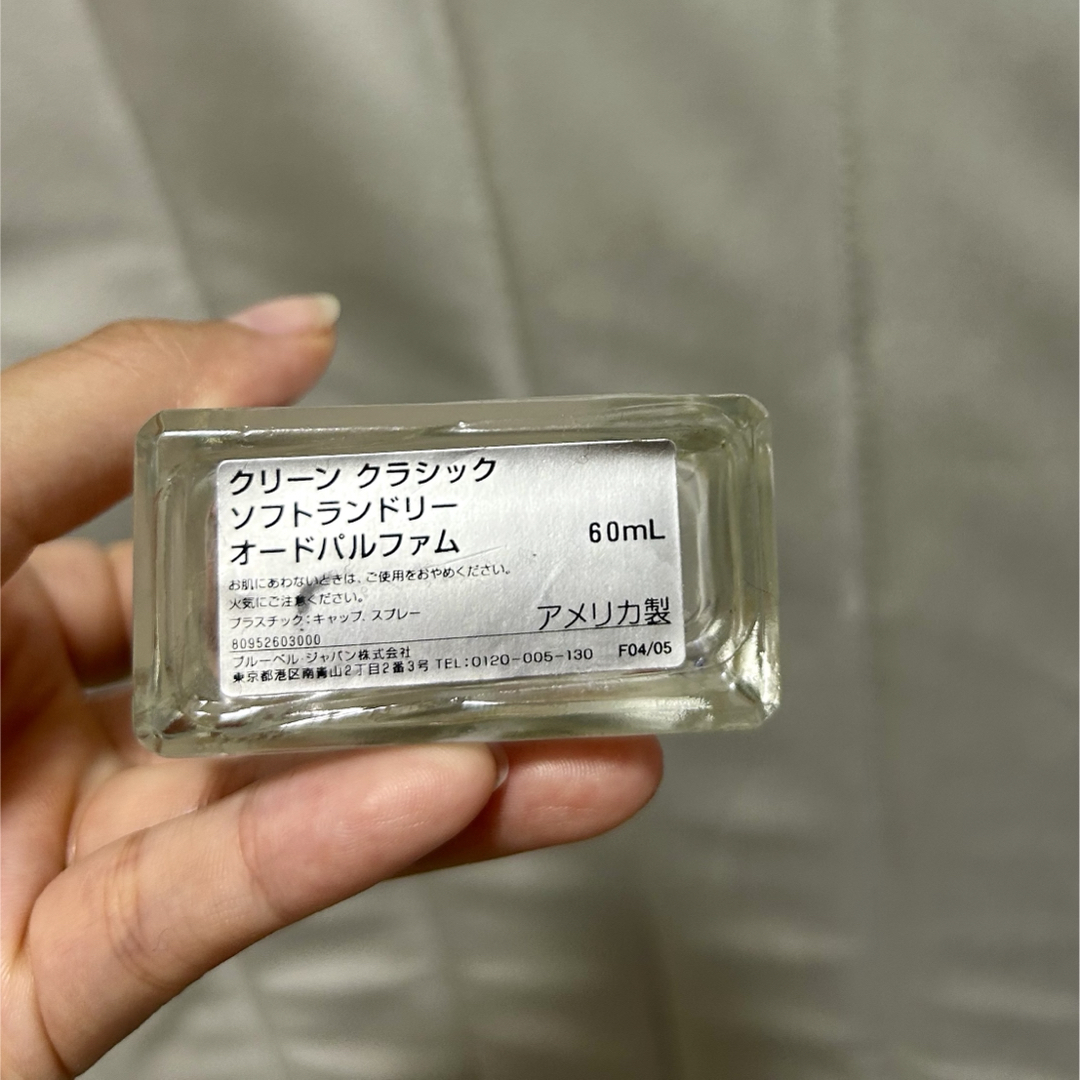 クリーン クラシック
ソフトランドリー
オードパルファム
60mL
お肌にあわないときは、ご使用をおやめください。
火気にご注意ください。
プラスチック:キャップ、スプレー
アメリカ製
80952603000
ブルーベル・ジャパン株式会社
東京都港区南青山2丁目2番3号 TEL:0120-005-130 F04/05